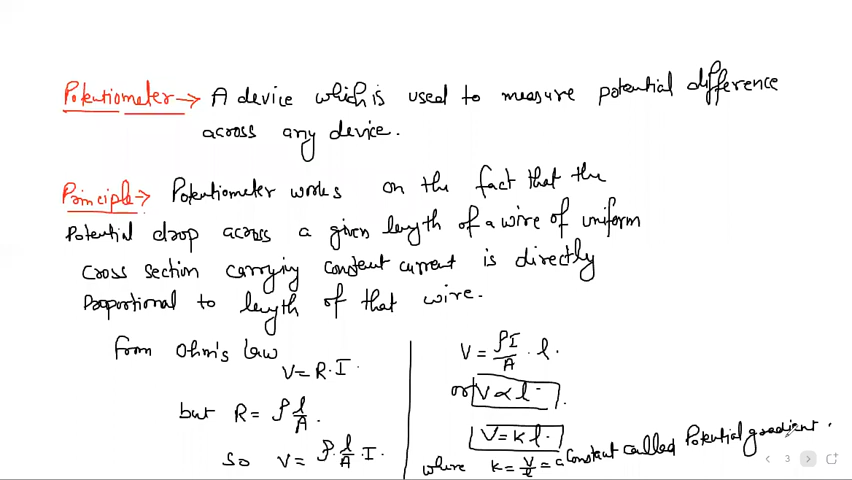 Potentiometer → A device which is used to measure potential difference
across any device.
Principle → Potentiometer works on the fact that the
Potential drop across a given length of a wire of uniform
cross section carrying constant current is directly
proportional to length of that wire.
from Ohm's law
V = R · I ·
but R = ρ l/A ·
so V = ρ · l/A · I ·
V = ρI/A · l ·
or V ∝ l ·
V = k l ·
where k = V/l = a constant called Potential gradient .
3